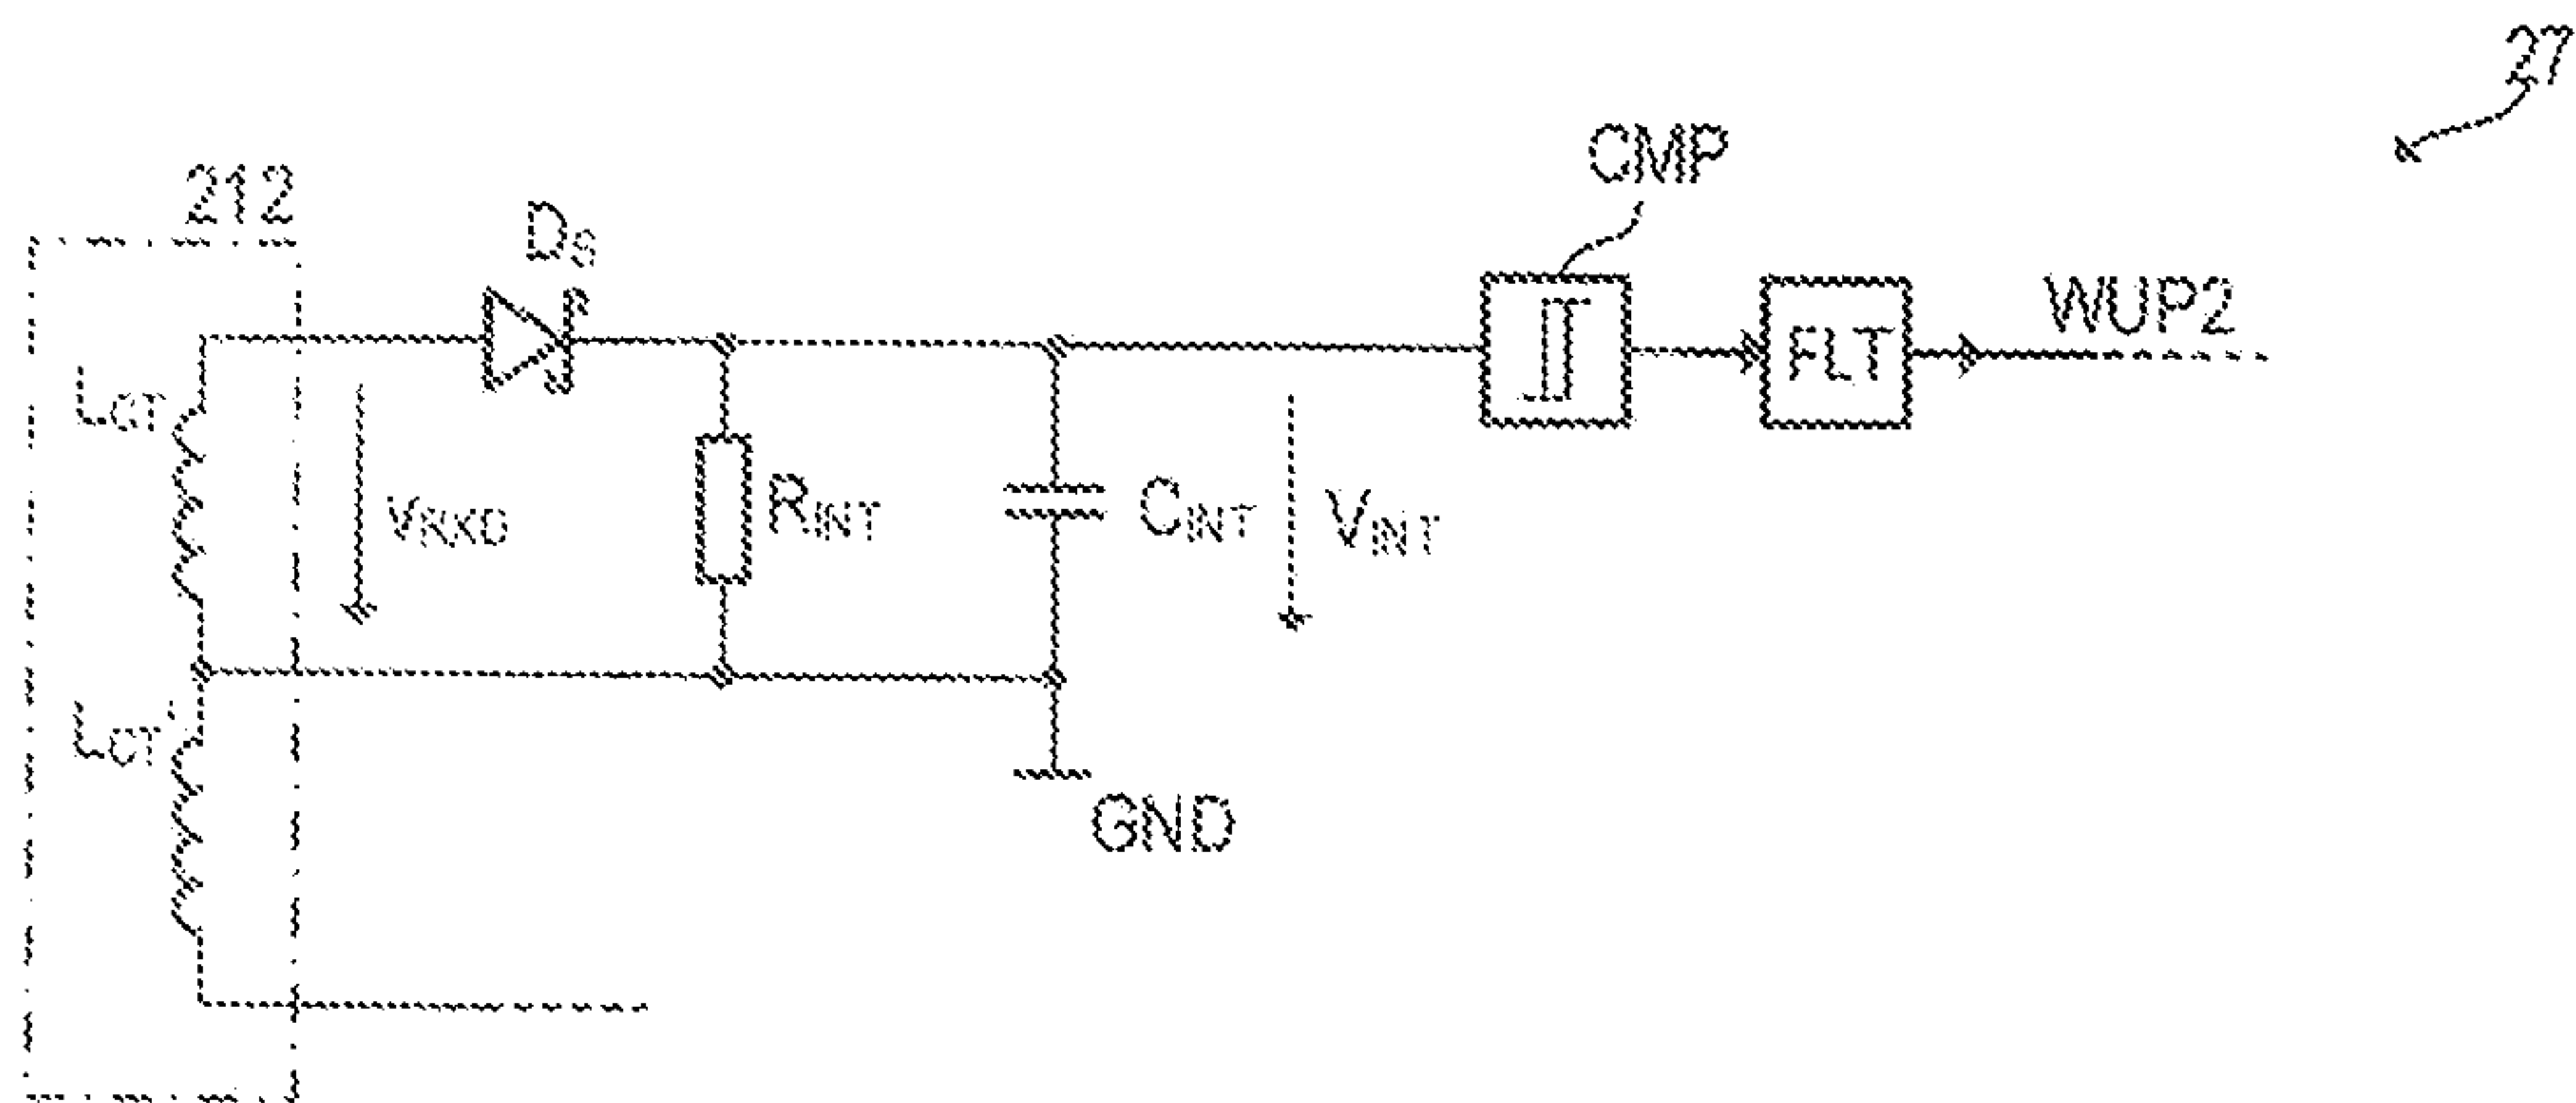 27
CMP
212
DS
WUP2
FLT
LCT
VRXD
RINT
CINT
VINT
LCT'
GND